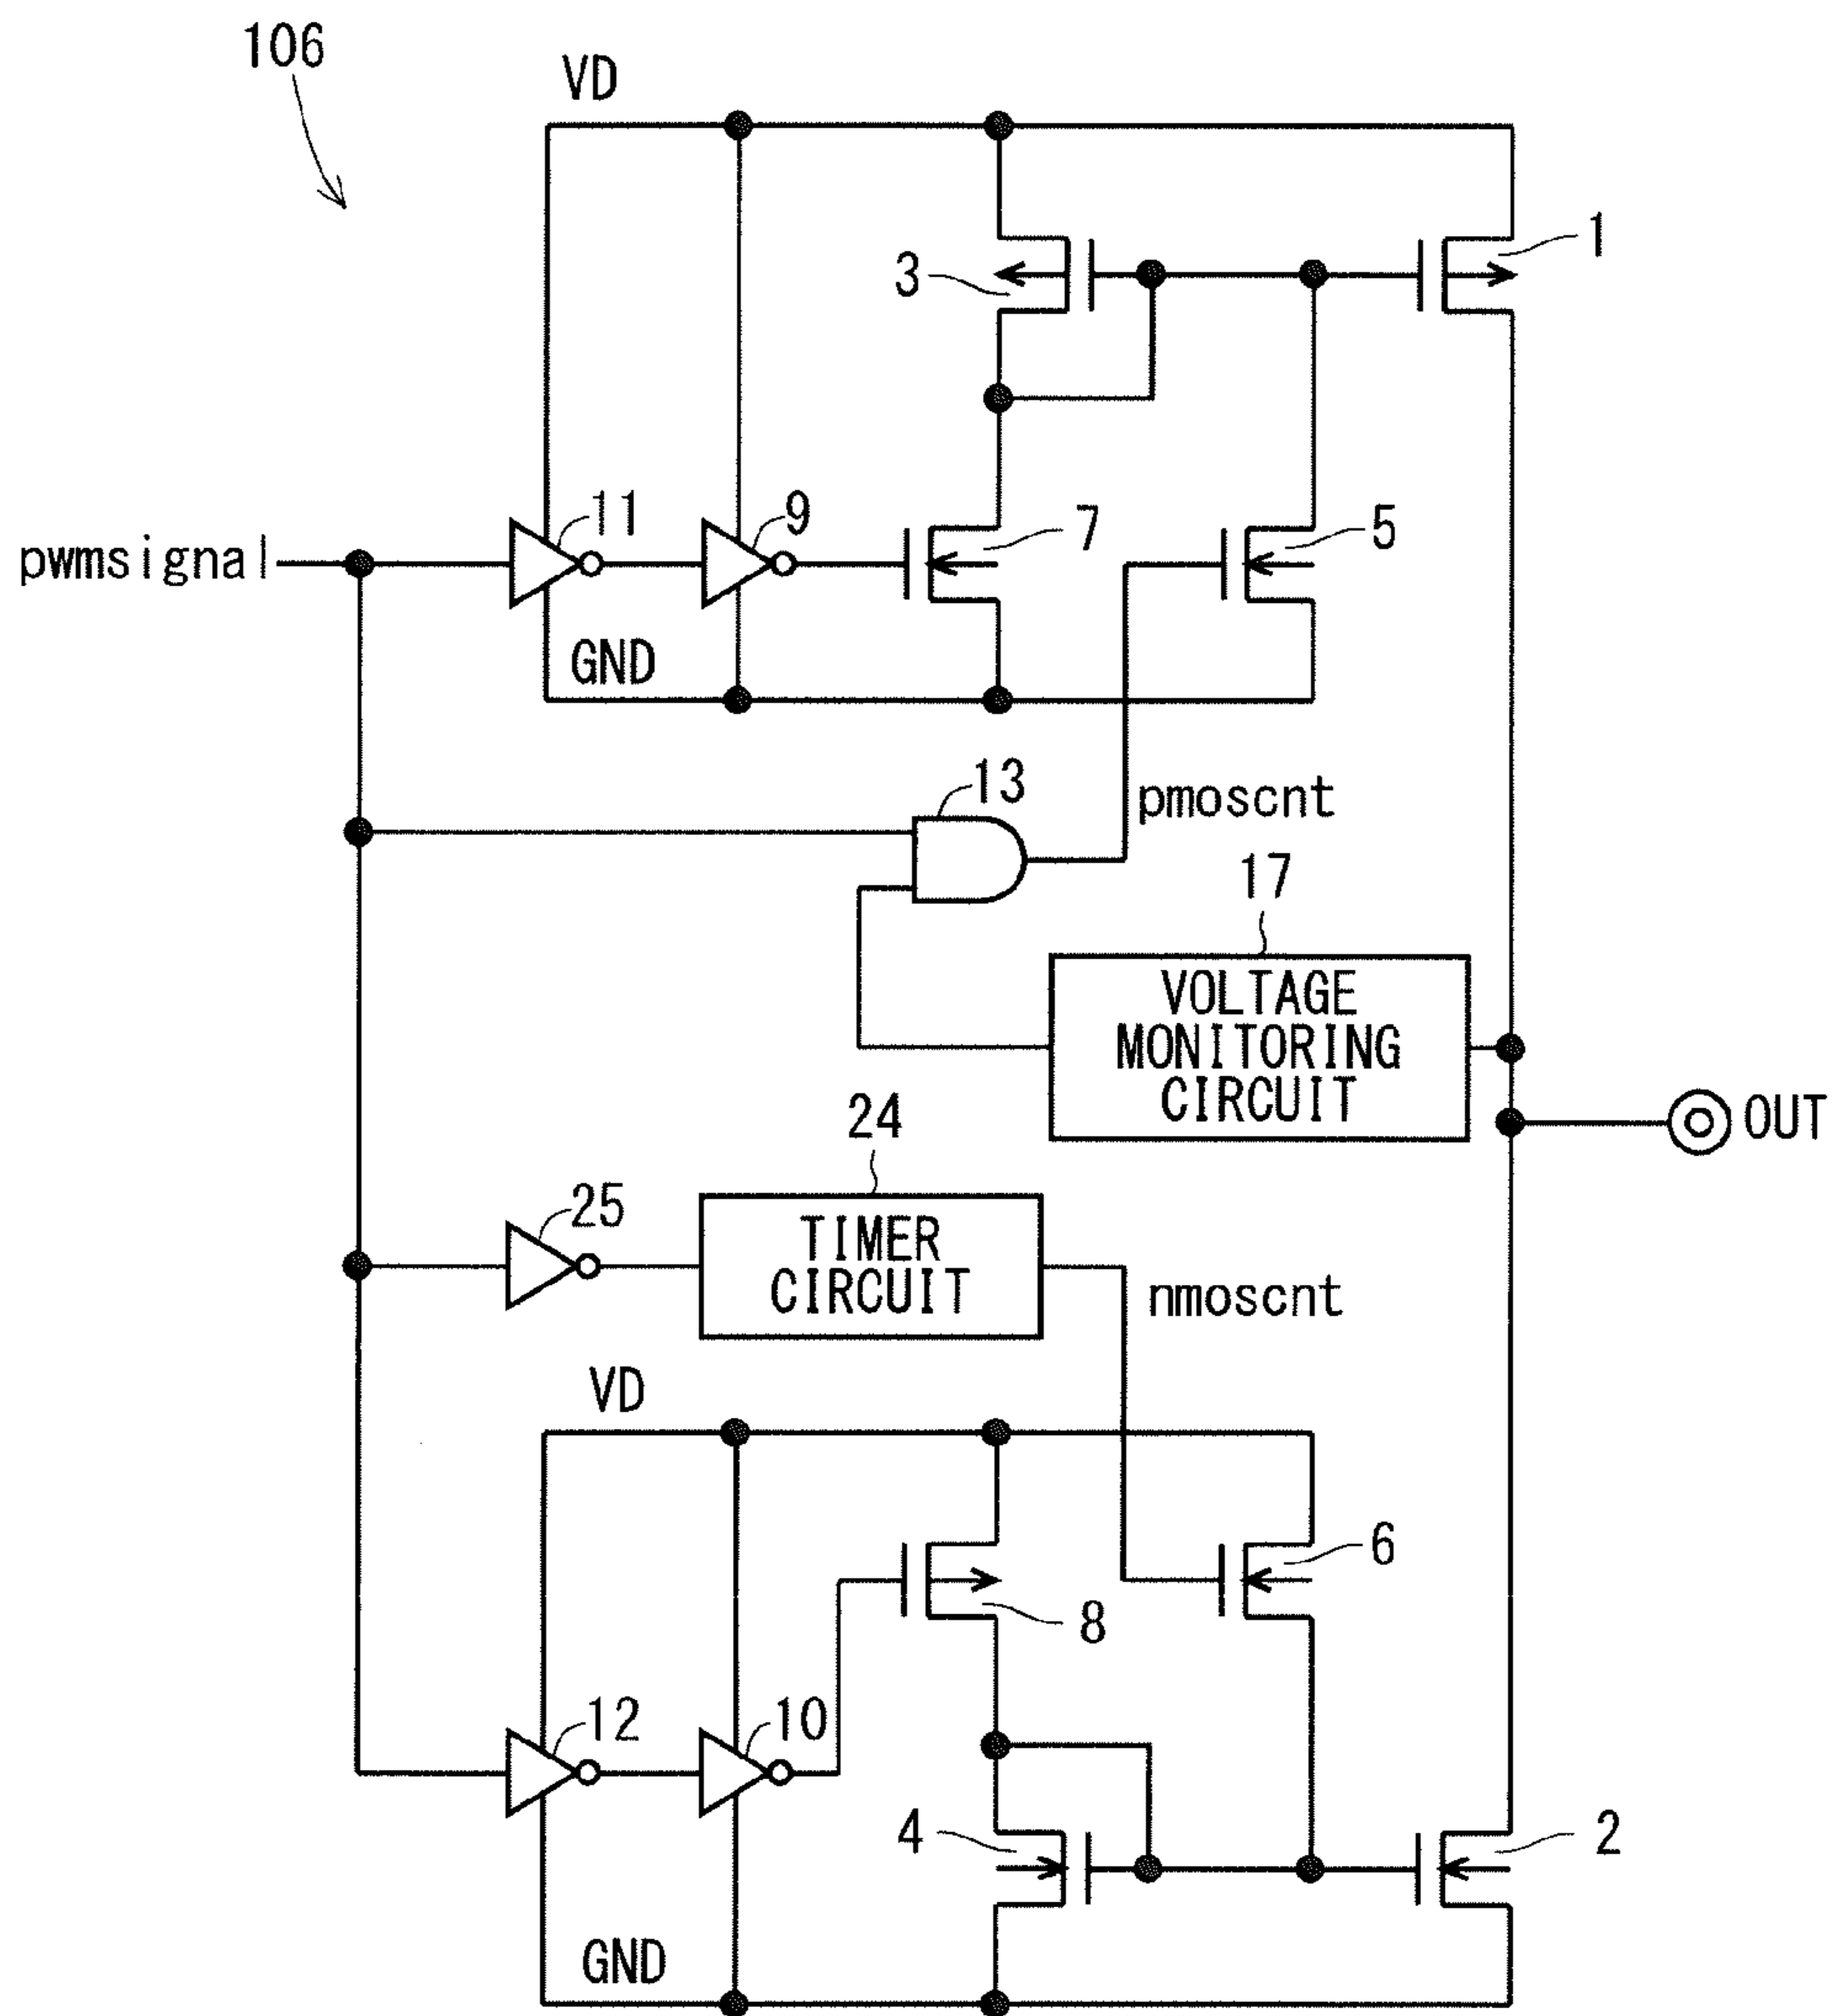 106
VD
3
1
pwmsignal
11
9
7
5
GND
13
pmoscnt
17
VOLTAGE
MONITORING
CIRCUIT
OUT
24
25
TIMER
CIRCUIT
nmoscnt
VD
6
8
12
10
4
2
GND